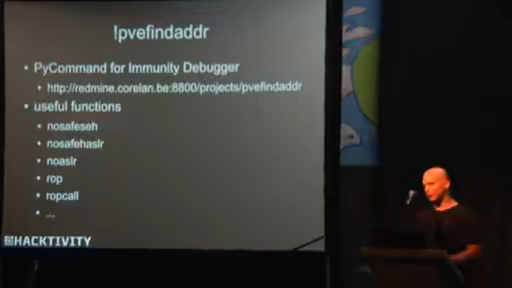 !pvefindaddr
• PyCommand for Immunity Debugger
• http://redmine.corelan.be:8800/projects/pvefindaddr
• useful functions
• nosafeseh
• nosafehaslr
• noaslr
• rop
• ropcall
• ...
HACKTIVITY